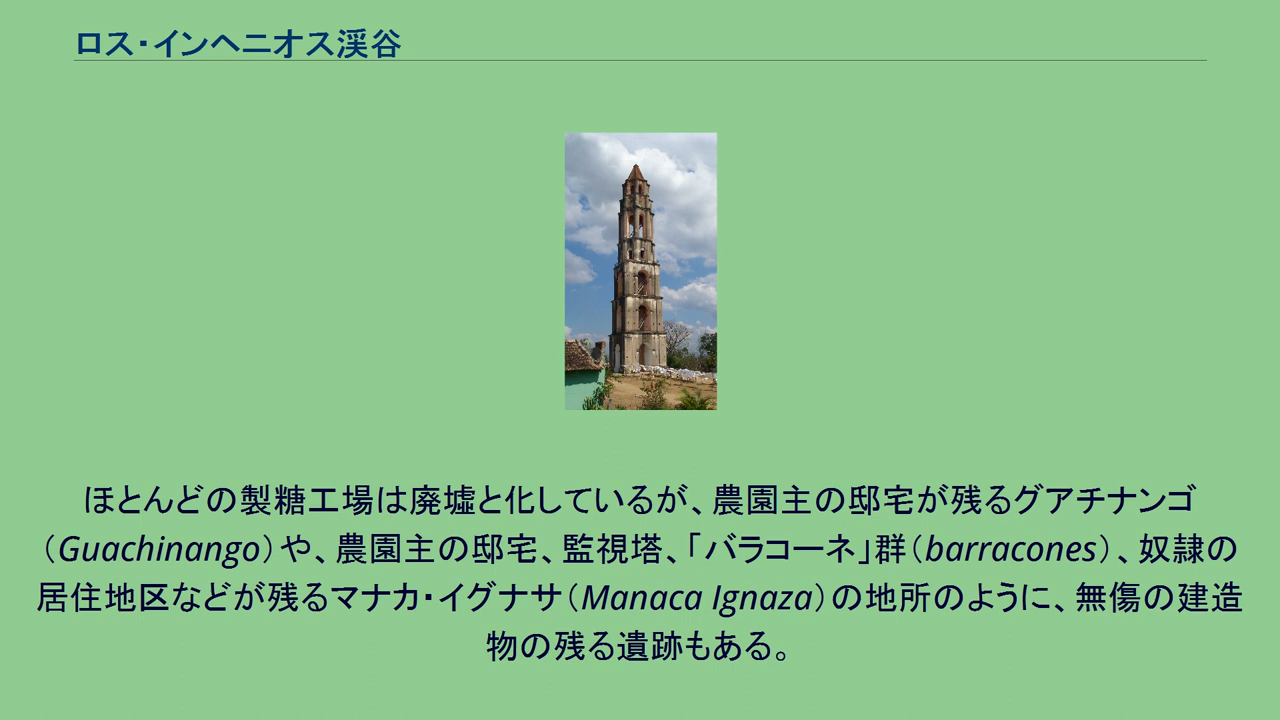 ロス・インヘニオス渓谷
ほとんどの製糖工場は廃墟と化しているが、農園主の邸宅が残るグアチナンゴ
（Guachinango）や、農園主の邸宅、監視塔、「バラコーネ」群（barracones）、奴隷の
居住地区などが残るマナカ・イグナサ（Manaca Ignaza）の地所のように、無傷の建造
物の残る遺跡もある。